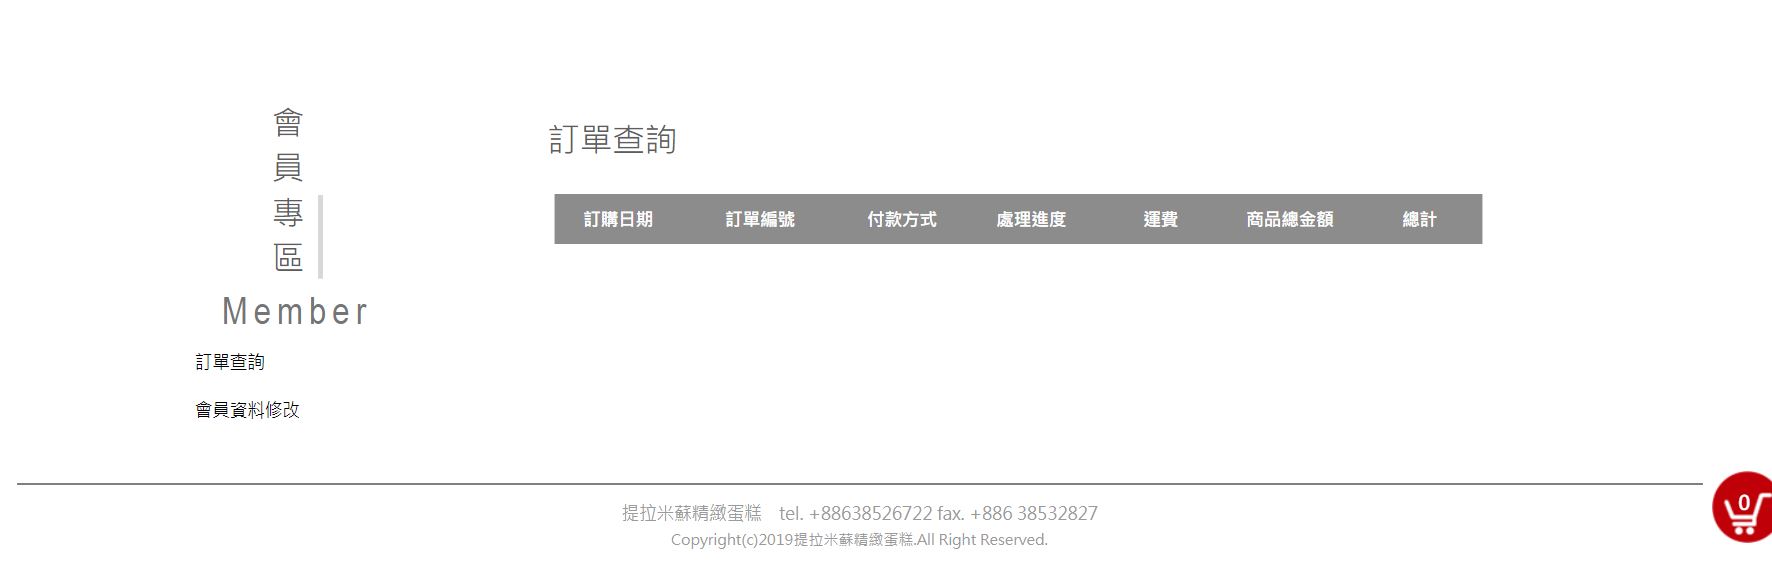 會
員
專
區
Member
訂單查詢
會員資料修改
訂單查詢
訂購日期 訂單編號 付款方式 處理進度 運費 商品總金額 總計
0
提拉米蘇精緻蛋糕 tel. +88638526722 fax. +886 38532827
Copyright(c)2019提拉米蘇精緻蛋糕.All Right Reserved.